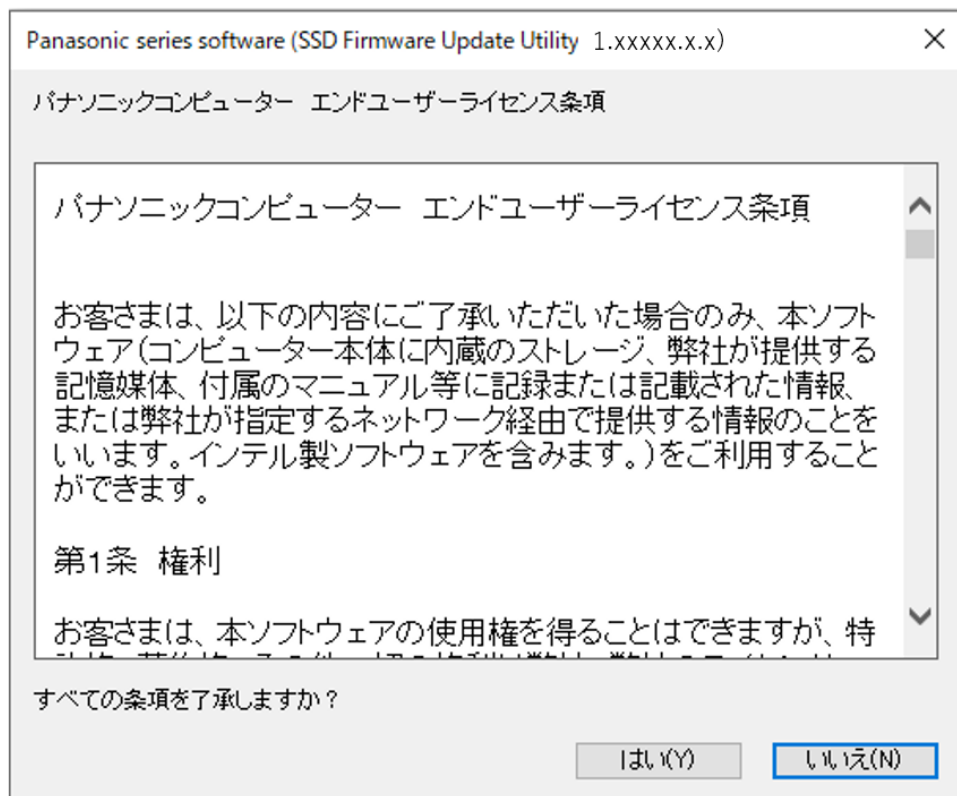 Panasonic series software (SSD Firmware Update Utility 1.xxxxx.x.x)
パナソニックコンピューター エンドユーザーライセンス条項
パナソニックコンピューター エンドユーザーライセンス条項
お客さまは、以下の内容にご了承いただいた場合のみ、本ソフト
ウェア(コンピューター本体に内蔵のストレージ、弊社が提供する
記憶媒体、付属のマニュアル等に記録または記載された情報、
または弊社が指定するネットワーク経由で提供する情報のことを
いいます。インテル製ソフトウェアを含みます。)をご利用すること
ができます。
第1条 権利
お客さまは、本ソフトウェアの使用権を得ることはできますが、特
すべての条項を了承しますか?
はい(Y)
いいえ(N)